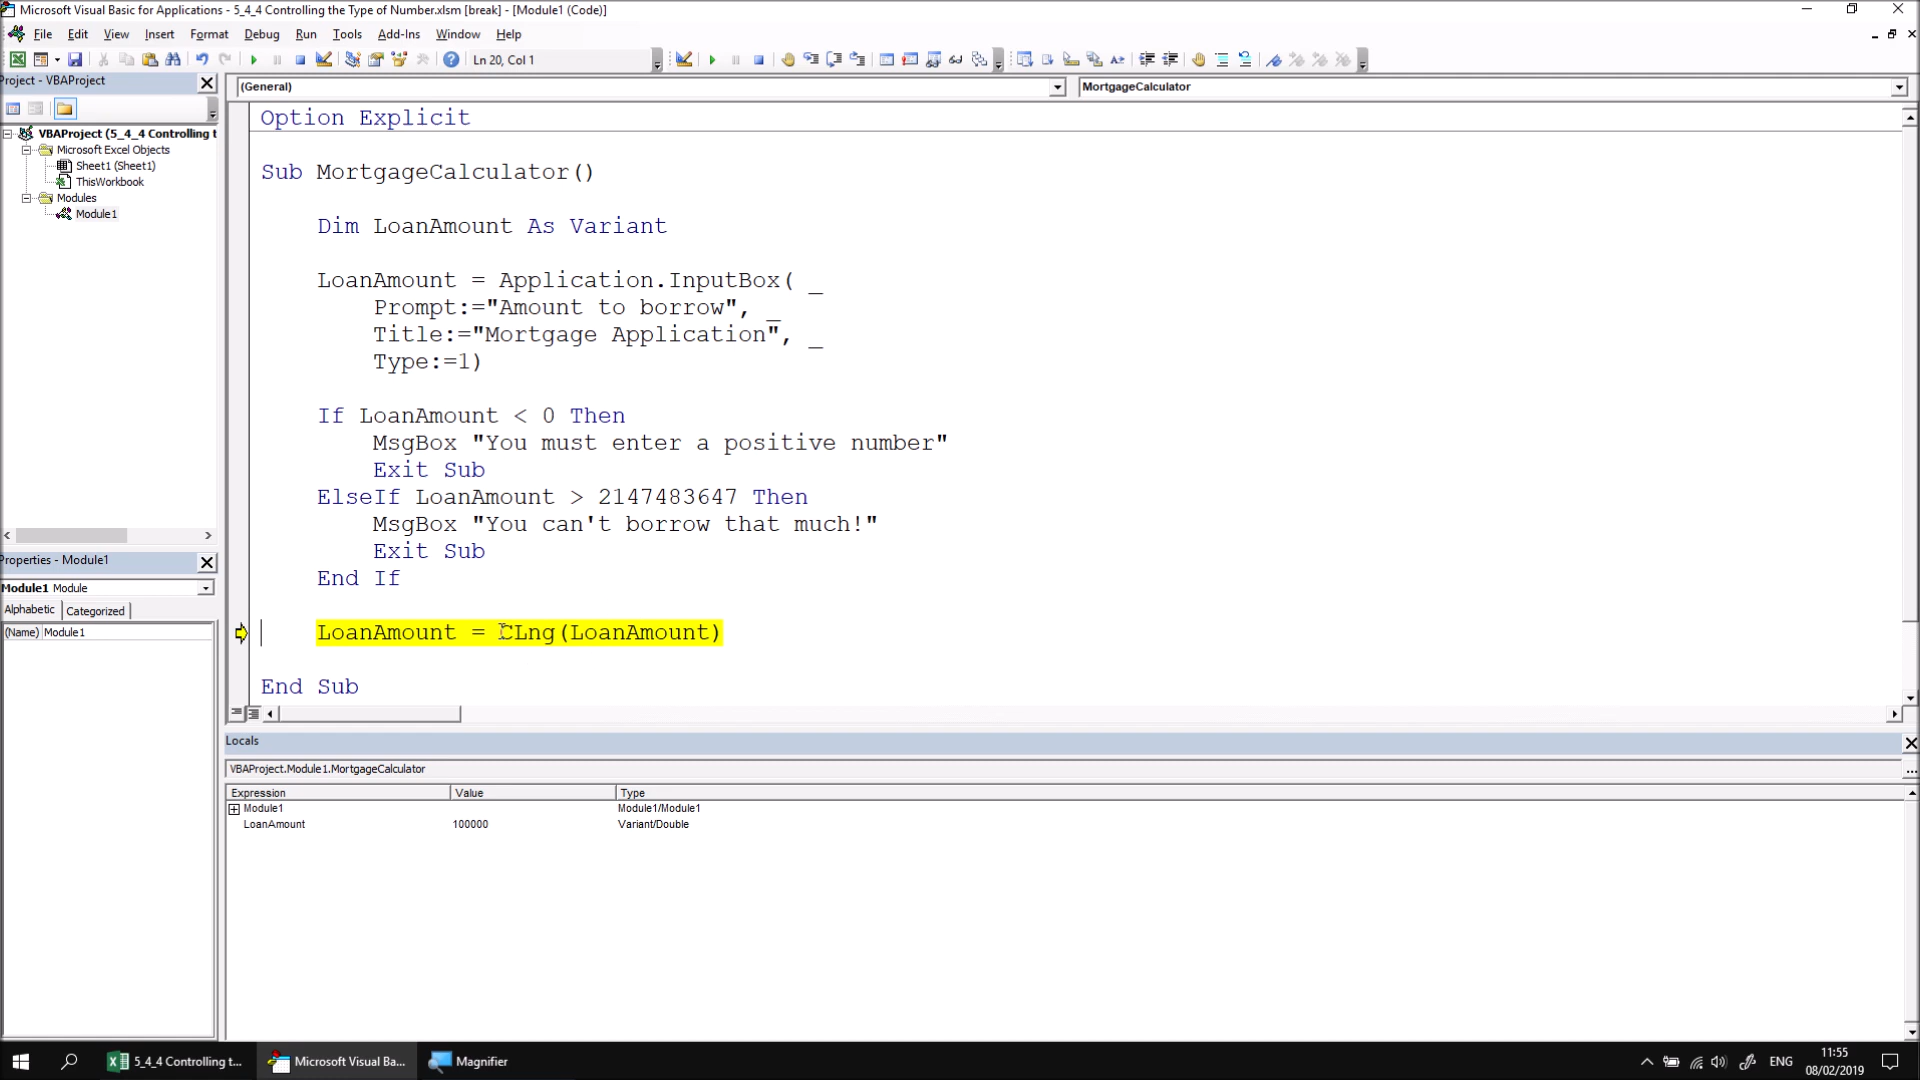 Microsoft Visual Basic for Applications - 5_4_4 Controlling the Type of Number.xlsm [break] - [Module1 (Code)]
File Edit View Insert Format Debug Run Tools Add-Ins Window Help
Ln 20, Col 1
Project - VBAProject
(General)
MortgageCalculator
VBAProject (5_4_4 Controlling t
Microsoft Excel Objects
Sheet1 (Sheet1)
ThisWorkbook
Modules
Module1
Properties - Module1
Module1 Module
Alphabetic Categorized
(Name) Module1
Option Explicit
Sub MortgageCalculator()
Dim LoanAmount As Variant
LoanAmount = Application.InputBox( _
Prompt:="Amount to borrow", _
Title:="Mortgage Application", _
Type:=1)
If LoanAmount < 0 Then
MsgBox "You must enter a positive number"
Exit Sub
ElseIf LoanAmount > 2147483647 Then
MsgBox "You can't borrow that much!"
Exit Sub
End If
LoanAmount = CLng(LoanAmount)
End Sub
Locals
VBAProject.Module1.MortgageCalculator
Expression Value Type
Module1 Module1/Module1
LoanAmount 100000 Variant/Double
5_4_4 Controlling t...
Microsoft Visual Ba...
Magnifier
ENG
11:55
08/02/2019